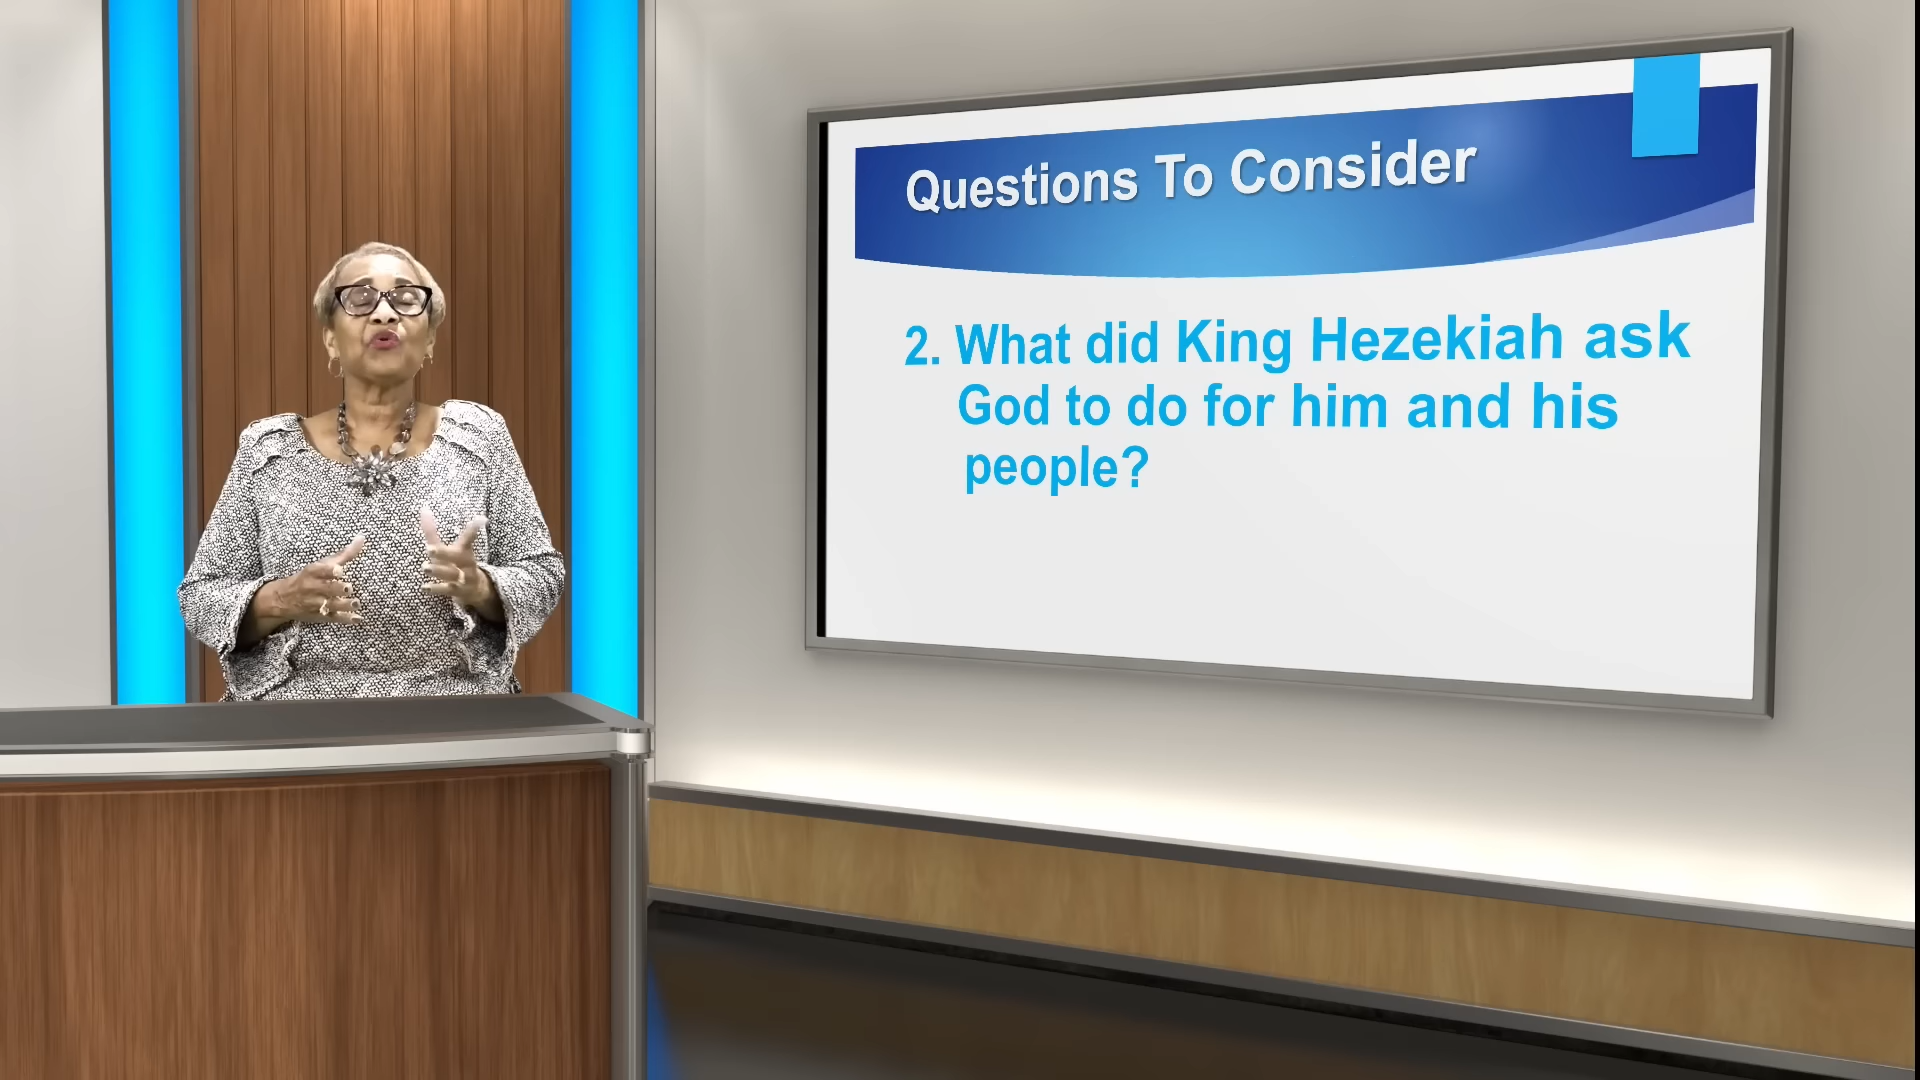 Questions To Consider
2. What did King Hezekiah ask
God to do for him and his
people?